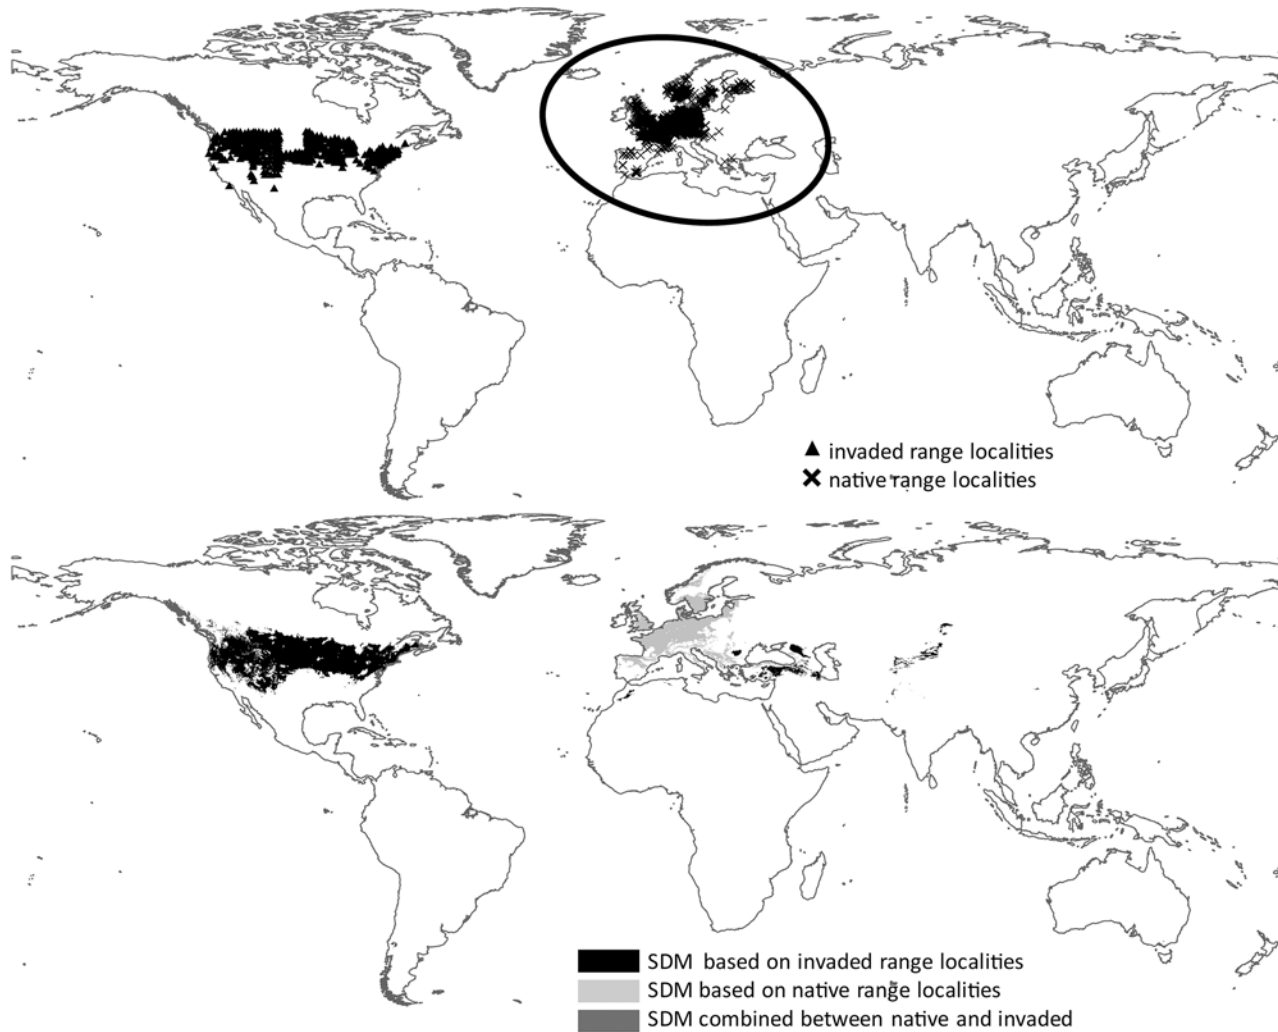 invaded range localities
native range localities
SDM based on invaded range localities
SDM based on native range localities
SDM combined between native and invaded